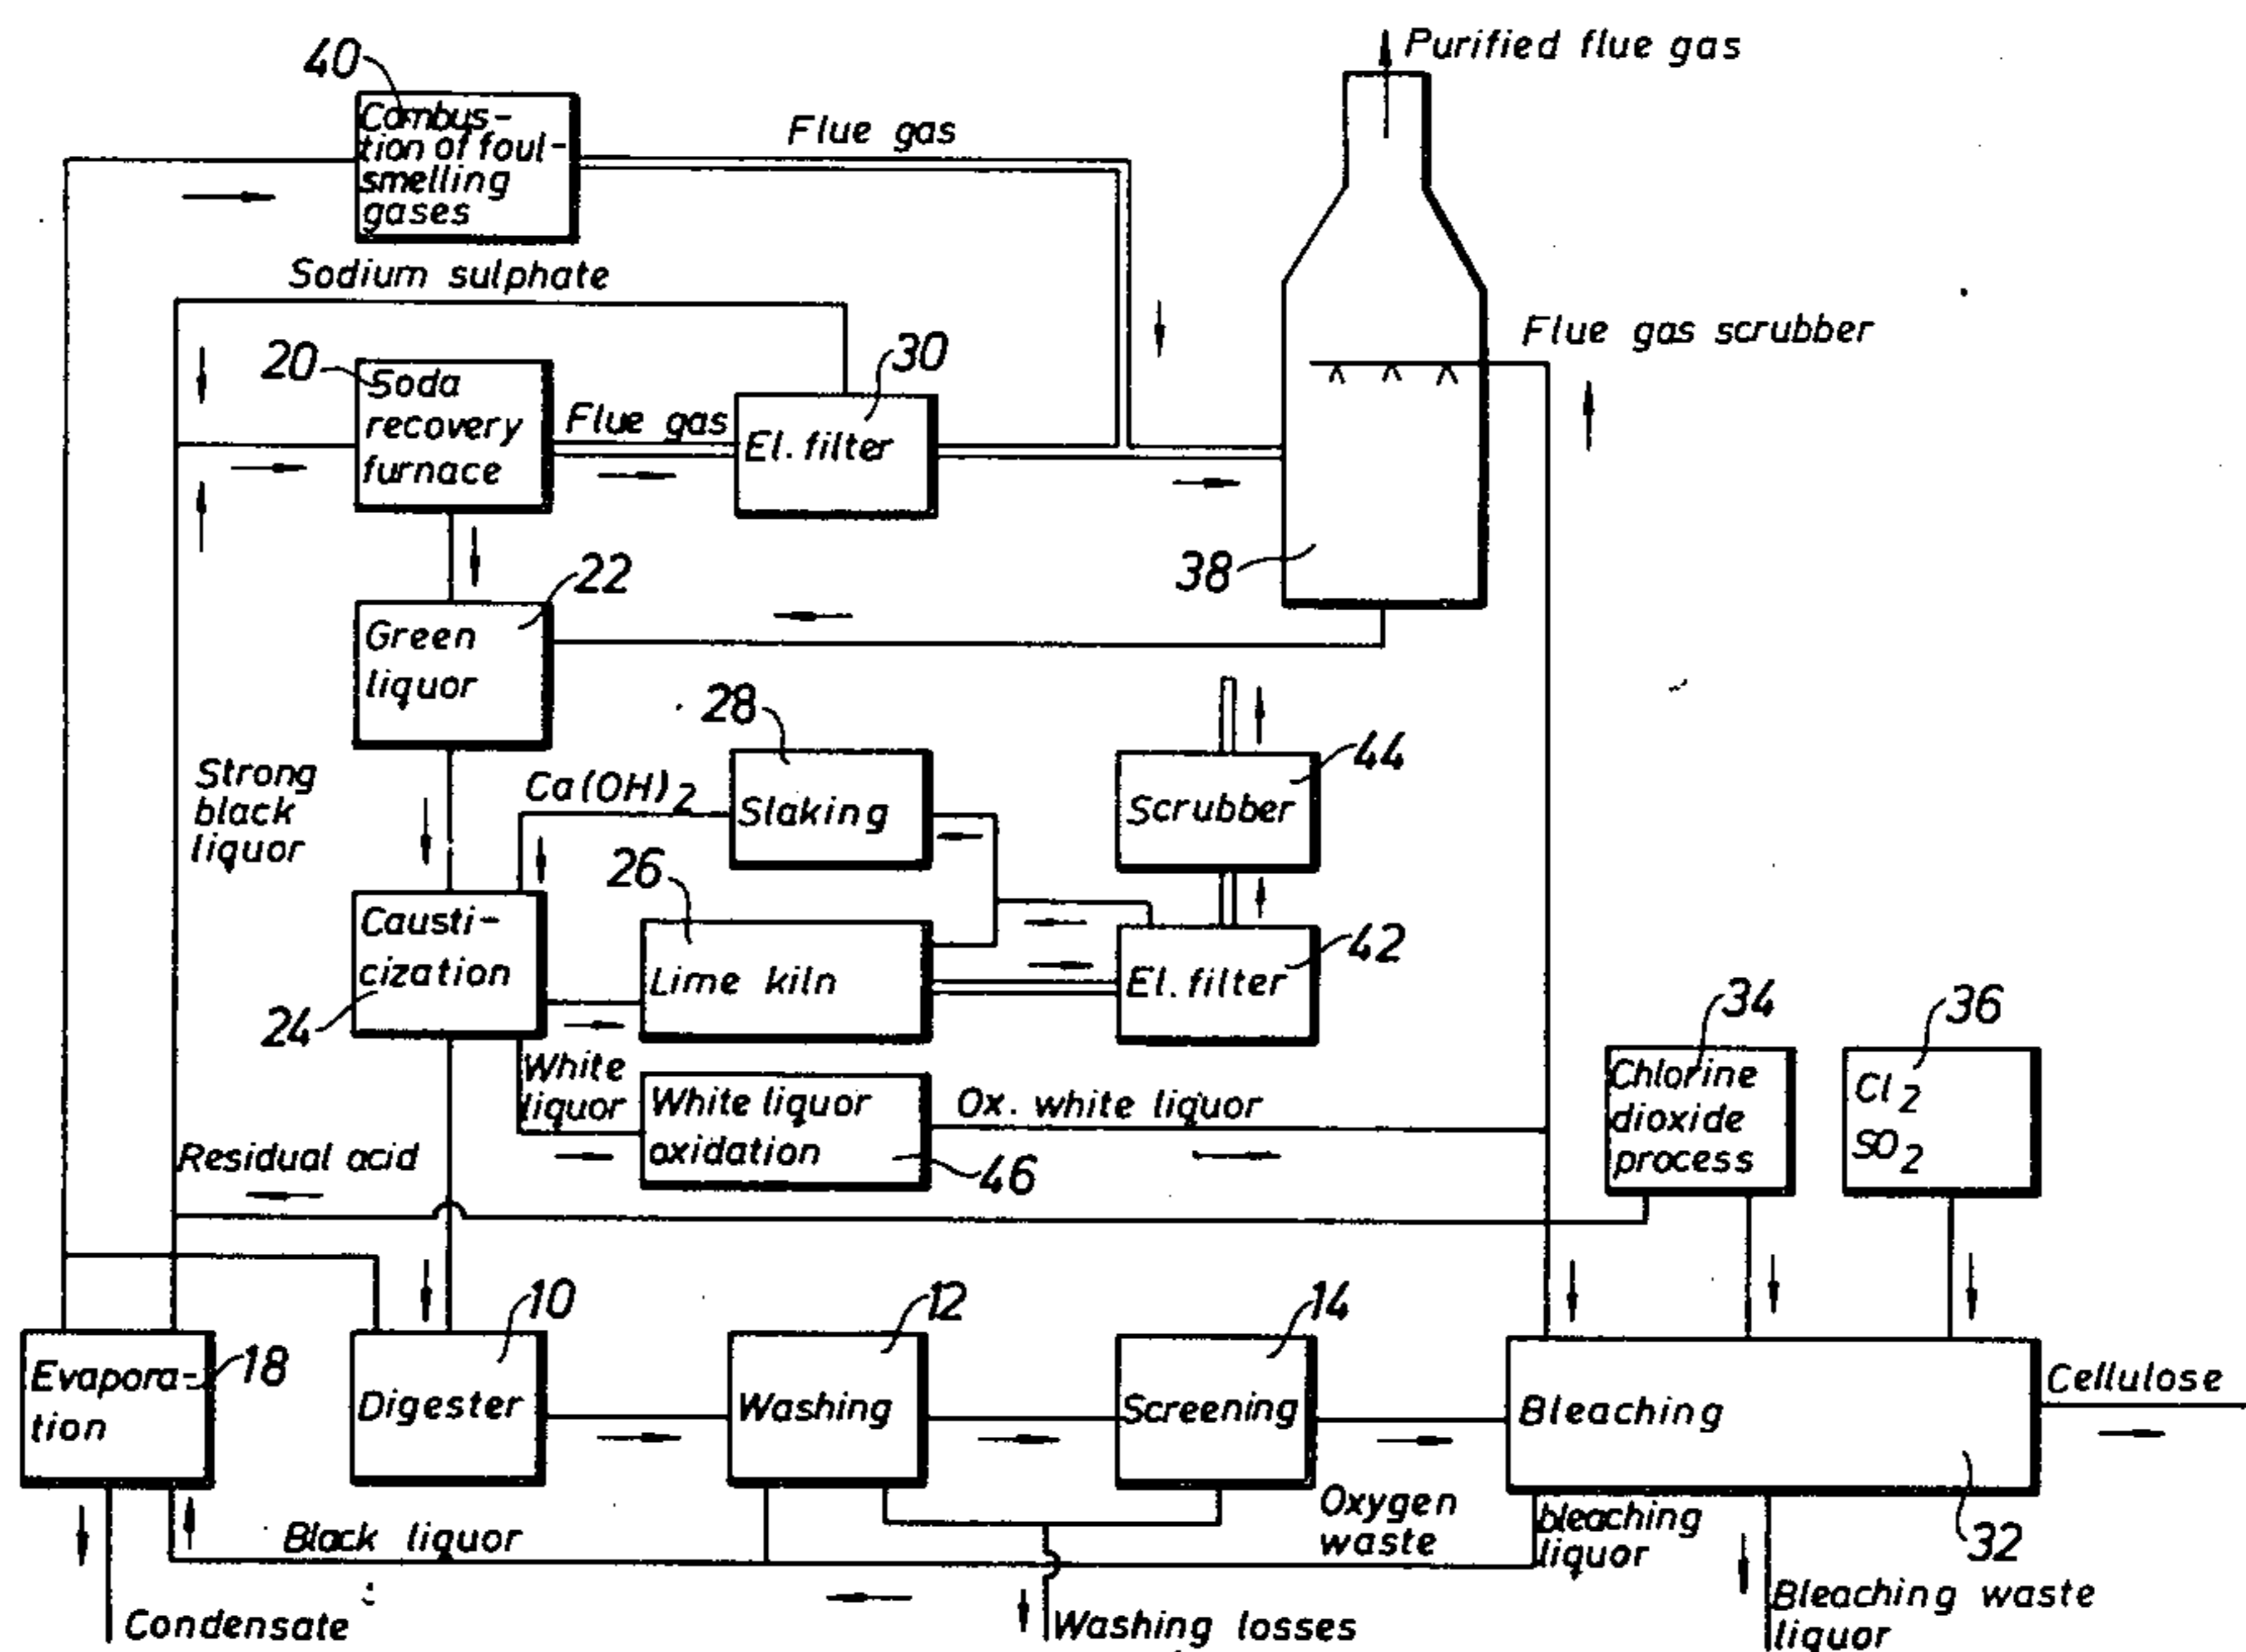 Purified flue gas
40
Combus-
tion of foul-
smelling
gases
Flue gas
Sodium sulphate
Flue gas scrubber
20
Soda
recovery
furnace
Flue gas
30
El. filter
38
22
Green
liquor
Strong
black
liquor
Ca(OH)2
28
Slaking
44
Scrubber
26
Lime kiln
42
El. filter
Causti-
cization
24
White
liquor
White liquor
oxidation
46
Ox. white liquor
34
Chlorine
dioxide
process
36
Cl2
SO2
Residual acid
Evapora-
tion
18
10
Digester
12
Washing
14
Screening
Bleaching
32
Cellulose
Black liquor
Oxygen
waste
bleaching
liquor
Condensate
Washing losses
Bleaching waste
liquor